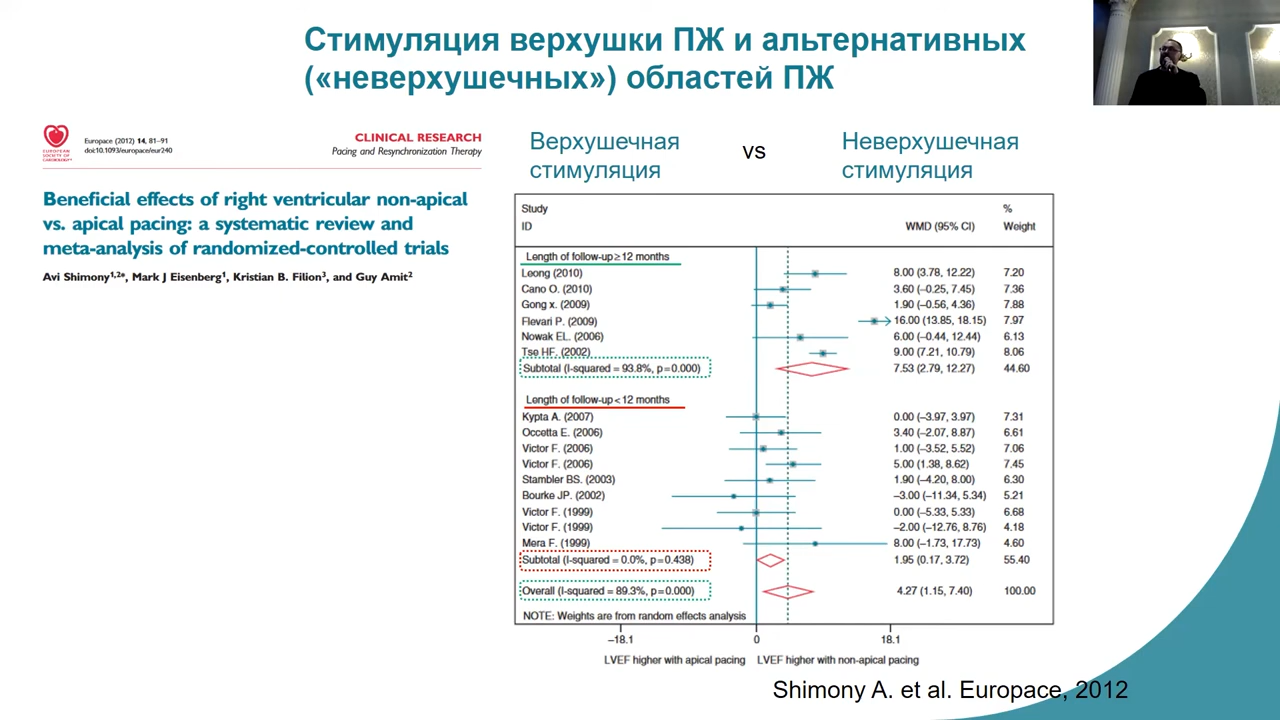 Стимуляция верхушки ПЖ и альтернативных
(«неверхушечных») областей ПЖ
EUROPEAN
SOCIETY OF
CARDIOLOGY
Europace (2012) 14, 81–91
doi:10.1093/europace/eur240
CLINICAL RESEARCH
Pacing and Resynchronization Therapy
Beneficial effects of right ventricular non-apical
vs. apical pacing: a systematic review and
meta-analysis of randomized-controlled trials
Avi Shimony1,2*, Mark J Eisenberg1, Kristian B. Filion3, and Guy Amit2
Верхушечная
стимуляция
vs
Неверхушечная
стимуляция
Study %
ID WMD (95% CI) Weight
Length of follow-up ≥ 12 months
Leong (2010) 8.00 (3.78, 12.22) 7.20
Cano O. (2010) 3.60 (−0.25, 7.45) 7.36
Gong x. (2009) 1.90 (−0.56, 4.36) 7.88
Flevari P. (2009) 16.00 (13.85, 18.15) 7.97
Nowak EL. (2006) 6.00 (−0.44, 12.44) 6.13
Tse HF. (2002) 9.00 (7.21, 10.79) 8.06
Subtotal (I-squared = 93.8%, p=0.000) 7.53 (2.79, 12.27) 44.60
Length of follow-up < 12 months
Kypta A. (2007) 0.00 (−3.97, 3.97) 7.31
Occetta E. (2006) 3.40 (−2.07, 8.87) 6.61
Victor F. (2006) 1.00 (−3.52, 5.52) 7.06
Victor F. (2006) 5.00 (1.38, 8.62) 7.45
Stambler BS. (2003) 1.90 (−4.20, 8.00) 6.30
Bourke JP. (2002) −3.00 (−11.34, 5.34) 5.21
Victor F. (1999) 0.00 (−5.33, 5.33) 6.68
Victor F. (1999) −2.00 (−12.76, 8.76) 4.18
Mera F. (1999) 8.00 (−1.73, 17.73) 4.60
Subtotal (I-squared = 0.0%, p=0.438) 1.95 (0.17, 3.72) 55.40
Overall (I-squared = 89.3%, p=0.000) 4.27 (1.15, 7.40) 100.00
NOTE: Weights are from random effects analysis
−18.1 0 18.1
LVEF higher with apical pacing LVEF higher with non-apical pacing
Shimony A. et al. Europace, 2012